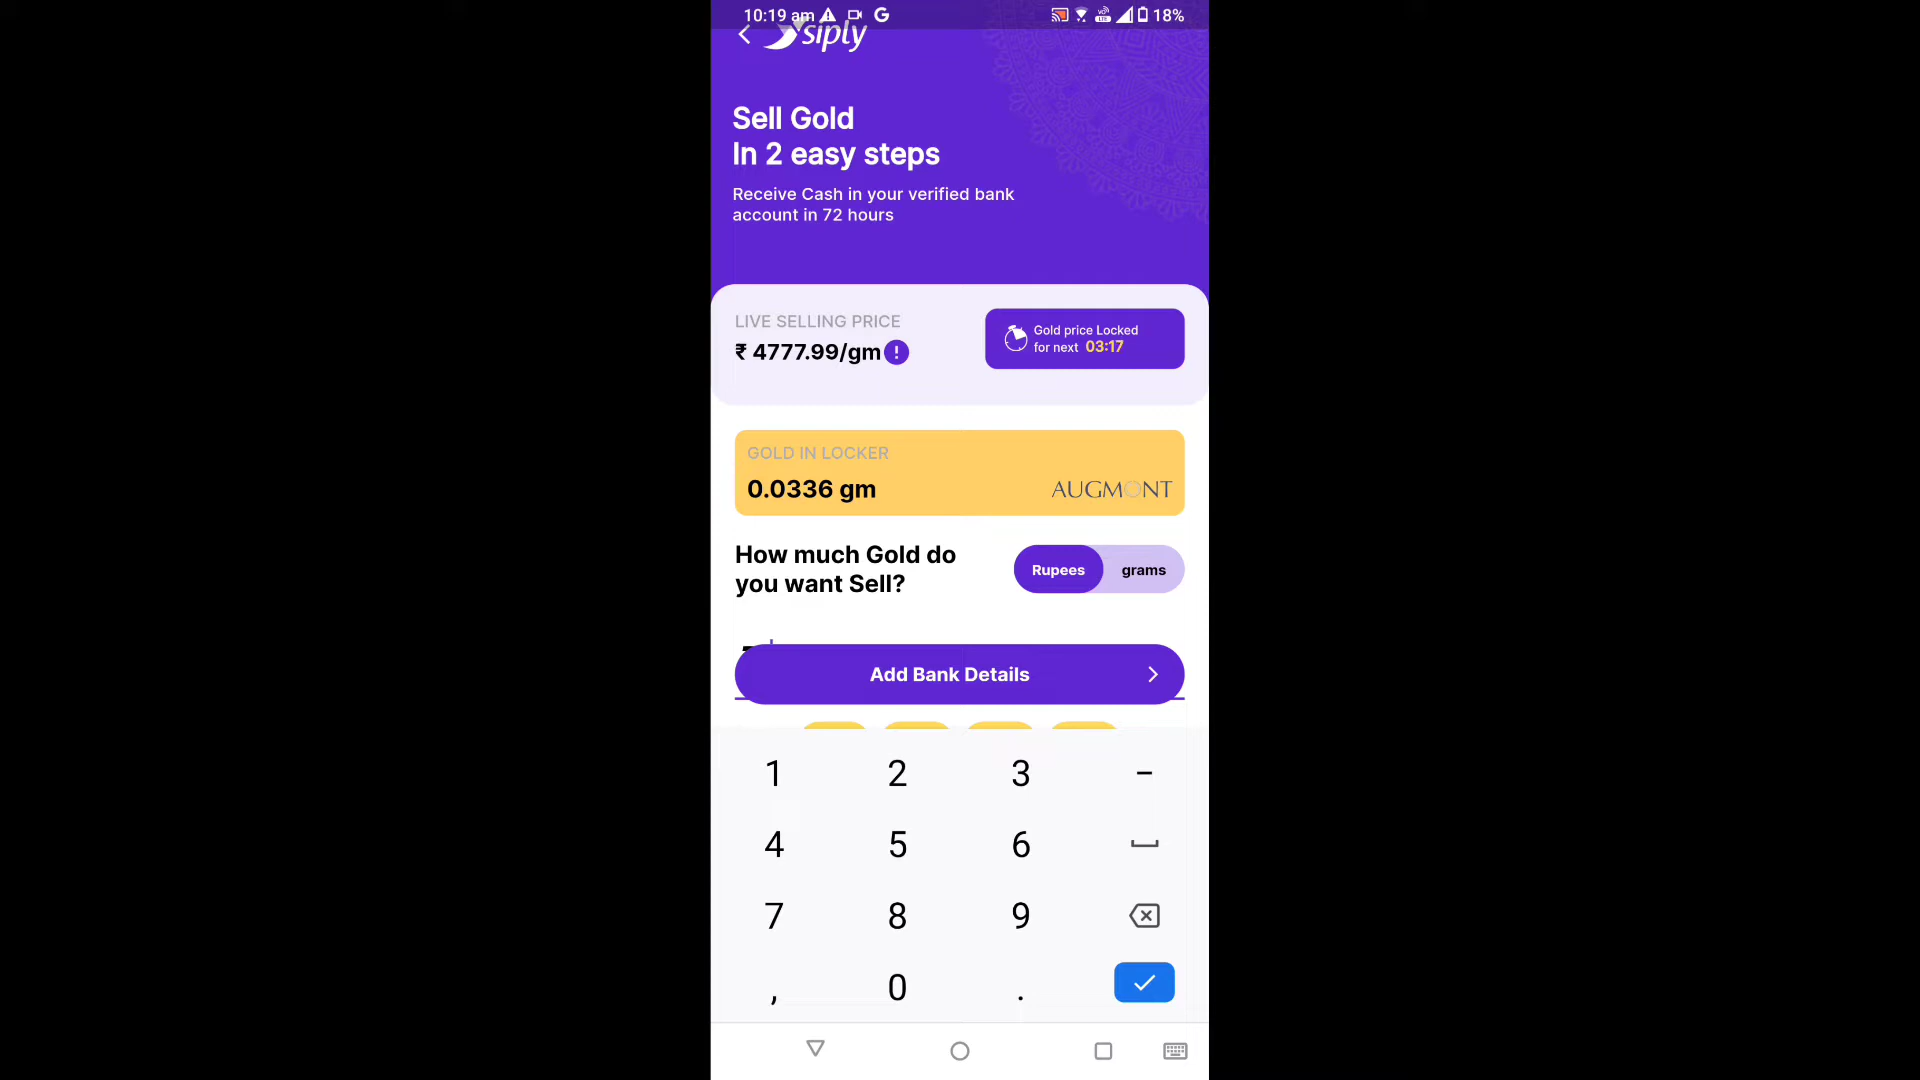 10:19 am
18%
siply
Sell Gold
In 2 easy steps
Receive Cash in your verified bank
account in 72 hours
LIVE SELLING PRICE
₹ 4777.99/gm !
Gold price Locked
for next 03:17
GOLD IN LOCKER
0.0336 gm
AUGMONT
How much Gold do
you want Sell?
Rupees
grams
Add Bank Details
1 2 3 -
4 5 6
7 8 9
, 0 .